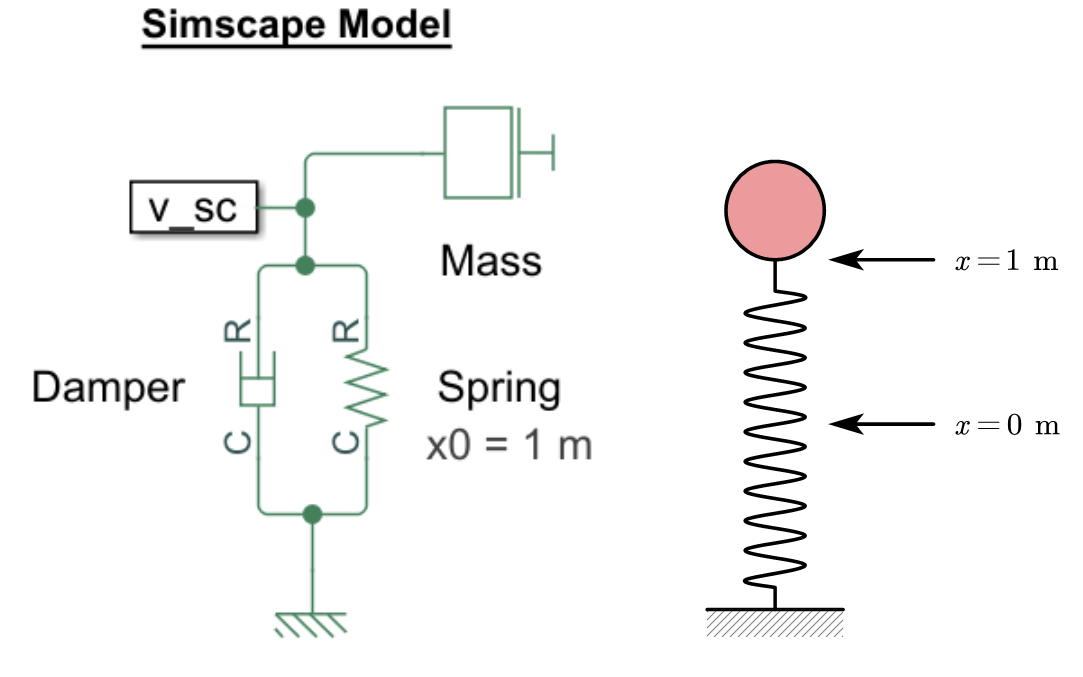 Simscape Model
v_sc
Mass
R
R
Damper
Spring
C
C
x0 = 1 m
x = 1 m
x = 0 m